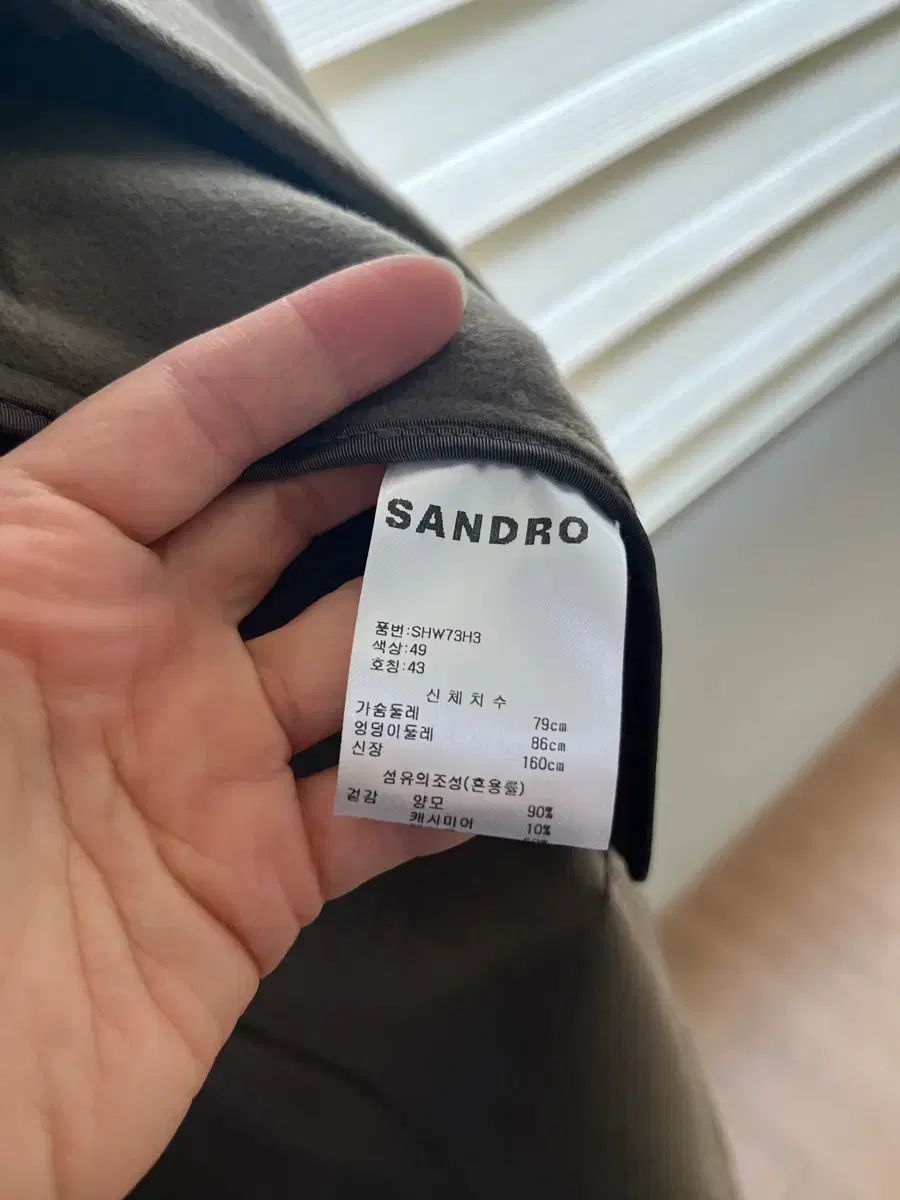 SANDRO
품번:SHW73H3
색상:49
호칭:43
신 체 치 수
가슴둘레 79cm
엉덩이둘레 86cm
신장 160cm
섬유의조성(혼용률)
겉감 양모 90%
캐시미어 10%